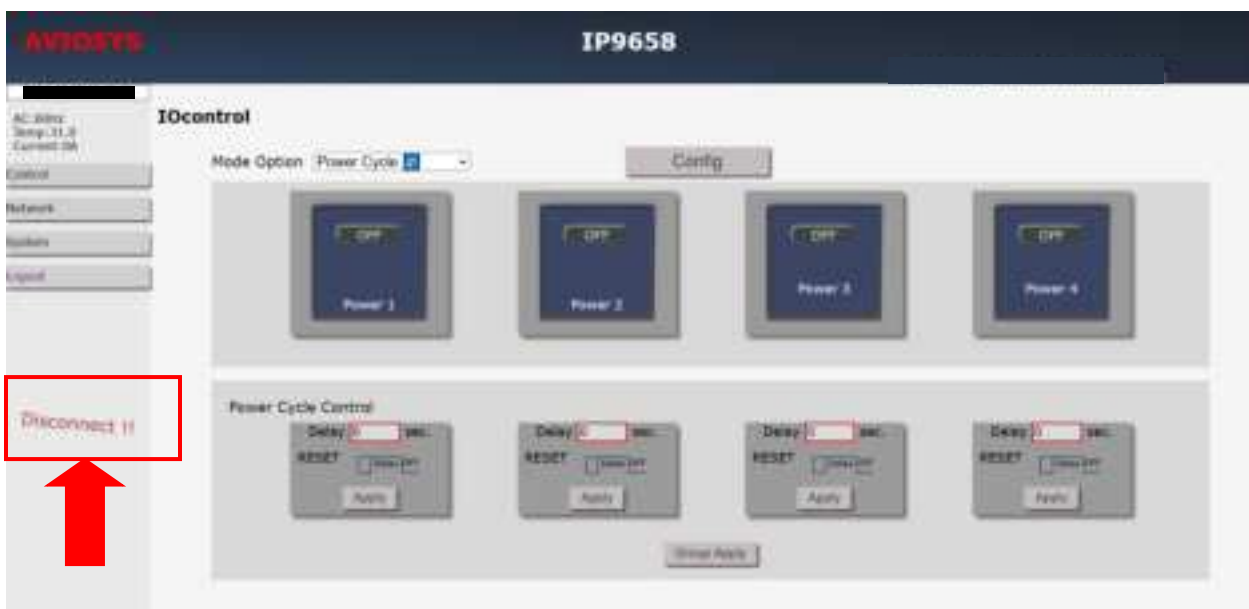 AVIOSYS
IP9658
Temp:31.0
Current:0A
Control
Network
System
Logout
IOcontrol
Mode Option Power Cycle
Config
OFF OFF OFF OFF
Power 1 Power 2 Power 3 Power 4
Disconnect !!
Power Cycle Control
Delay sec. Delay sec. Delay sec. Delay sec.
RESET RESET RESET RESET
Apply Apply Apply Apply
Group Apply